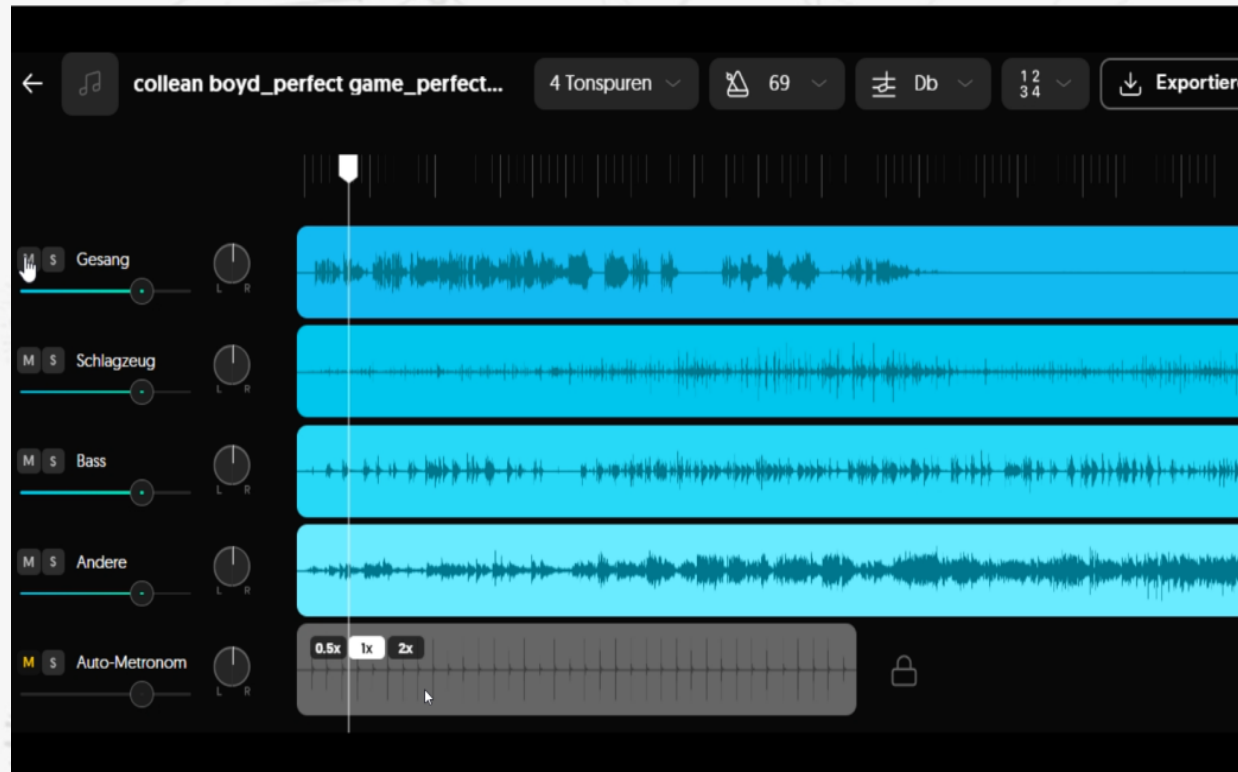 collean boyd_perfect game_perfect... 4 Tonspuren 69 Db 1 2 3 4 Exportier
M S Gesang
L R
M S Schlagzeug
L R
M S Bass
L R
M S Andere
L R
0.5x 1x 2x
M S Auto-Metronom
L R